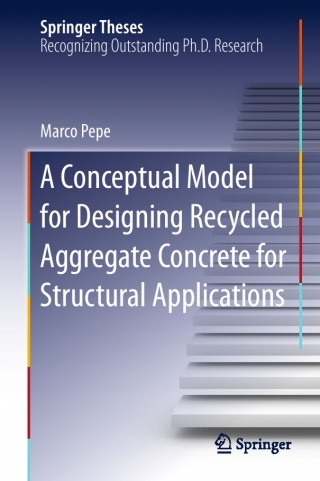 Springer Theses
Recognizing Outstanding Ph.D. Research
Marco Pepe
A Conceptual Model
for Designing Recycled
Aggregate Concrete for
Structural Applications
Springer